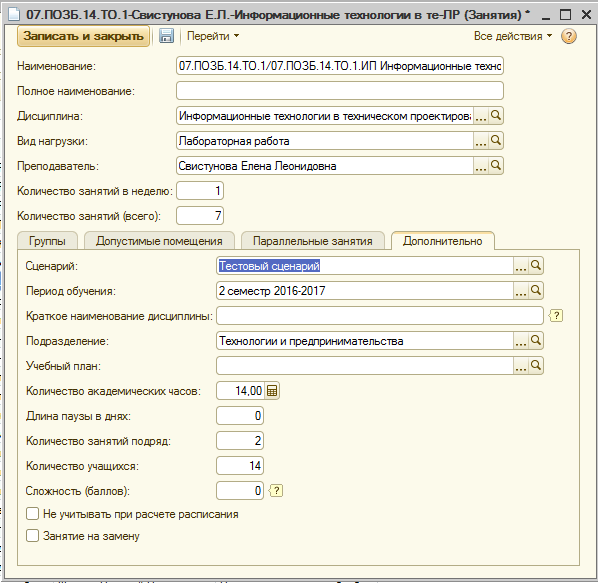 07.ПОЗБ.14.ТО.1-Свистунова Е.Л.-Информационные технологии в те-ЛР (Занятия) *
Записать и закрыть Перейти Все действия ?
Наименование: 07.ПОЗБ.14.ТО.1/07.ПОЗБ.14.ТО.1.ИП Информационные техно
Полное наименование:
Дисциплина: Информационные технологии в техническом проектирова ...
Вид нагрузки: Лабораторная работа ...
Преподаватель: Свистунова Елена Леонидовна ...
Количество занятий в неделю: 1
Количество занятий (всего): 7
Группы Допустимые помещения Параллельные занятия Дополнительно
Сценарий: Тестовый сценарий ...
Период обучения: 2 семестр 2016-2017 ...
Краткое наименование дисциплины: ?
Подразделение: Технологии и предпринимательства ...
Учебный план: ...
Количество академических часов: 14,00
Длина паузы в днях: 0
Количество занятий подряд: 2
Количество учащихся: 14
Сложность (баллов): 0 ?
Не учитывать при расчете расписания
Занятие на замену